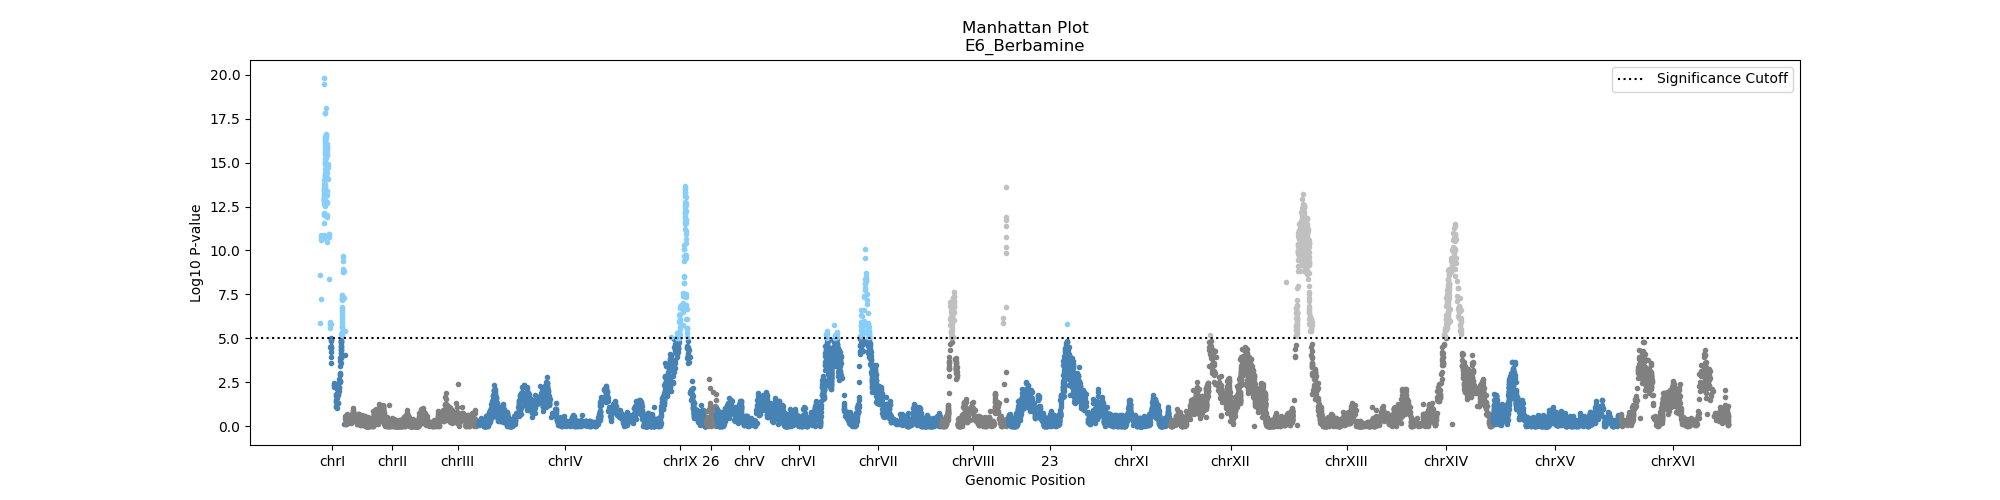 Manhattan Plot
E6_Berbamine
Significance Cutoff
Log10 P-value
20.0
17.5
15.0
12.5
10.0
7.5
5.0
2.5
0.0
chrI chrII chrIII chrIV chrIX 26 chrV chrVI chrVII chrVIII 23 chrXI chrXII chrXIII chrXIV chrXV chrXVI
Genomic Position